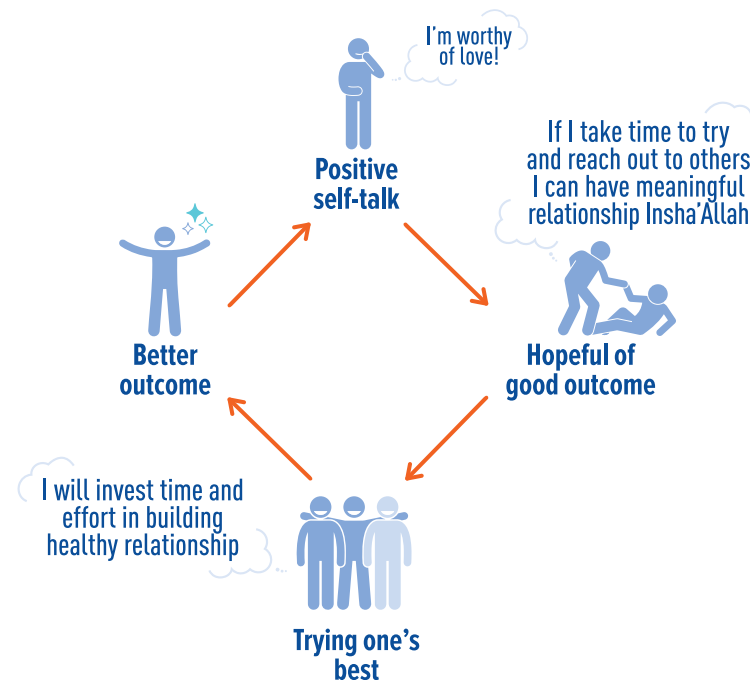 I'm worthy
of love!
Positive
self-talk
If I take time to try
and reach out to others
I can have meaningful
relationship Insha'Allah
Hopeful of
good outcome
Better
outcome
I will invest time and
effort in building
healthy relationship
Trying one's
best